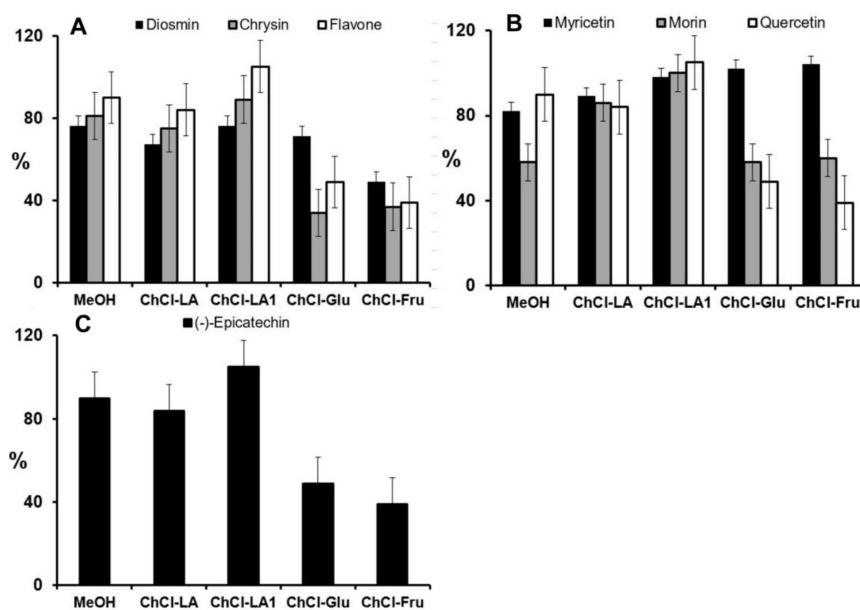 A
Diosmin Chrysin Flavone
120
80
%
40
0
MeOH ChCl-LA ChCl-LA1 ChCl-Glu ChCl-Fru
B
Myricetin Morin Quercetin
120
80
%
40
0
MeOH ChCl-LA ChCl-LA1 ChCl-Glu ChCl-Fru
C
(-)-Epicatechin
120
80
%
40
0
MeOH ChCl-LA ChCl-LA1 ChCl-Glu ChCl-Fru